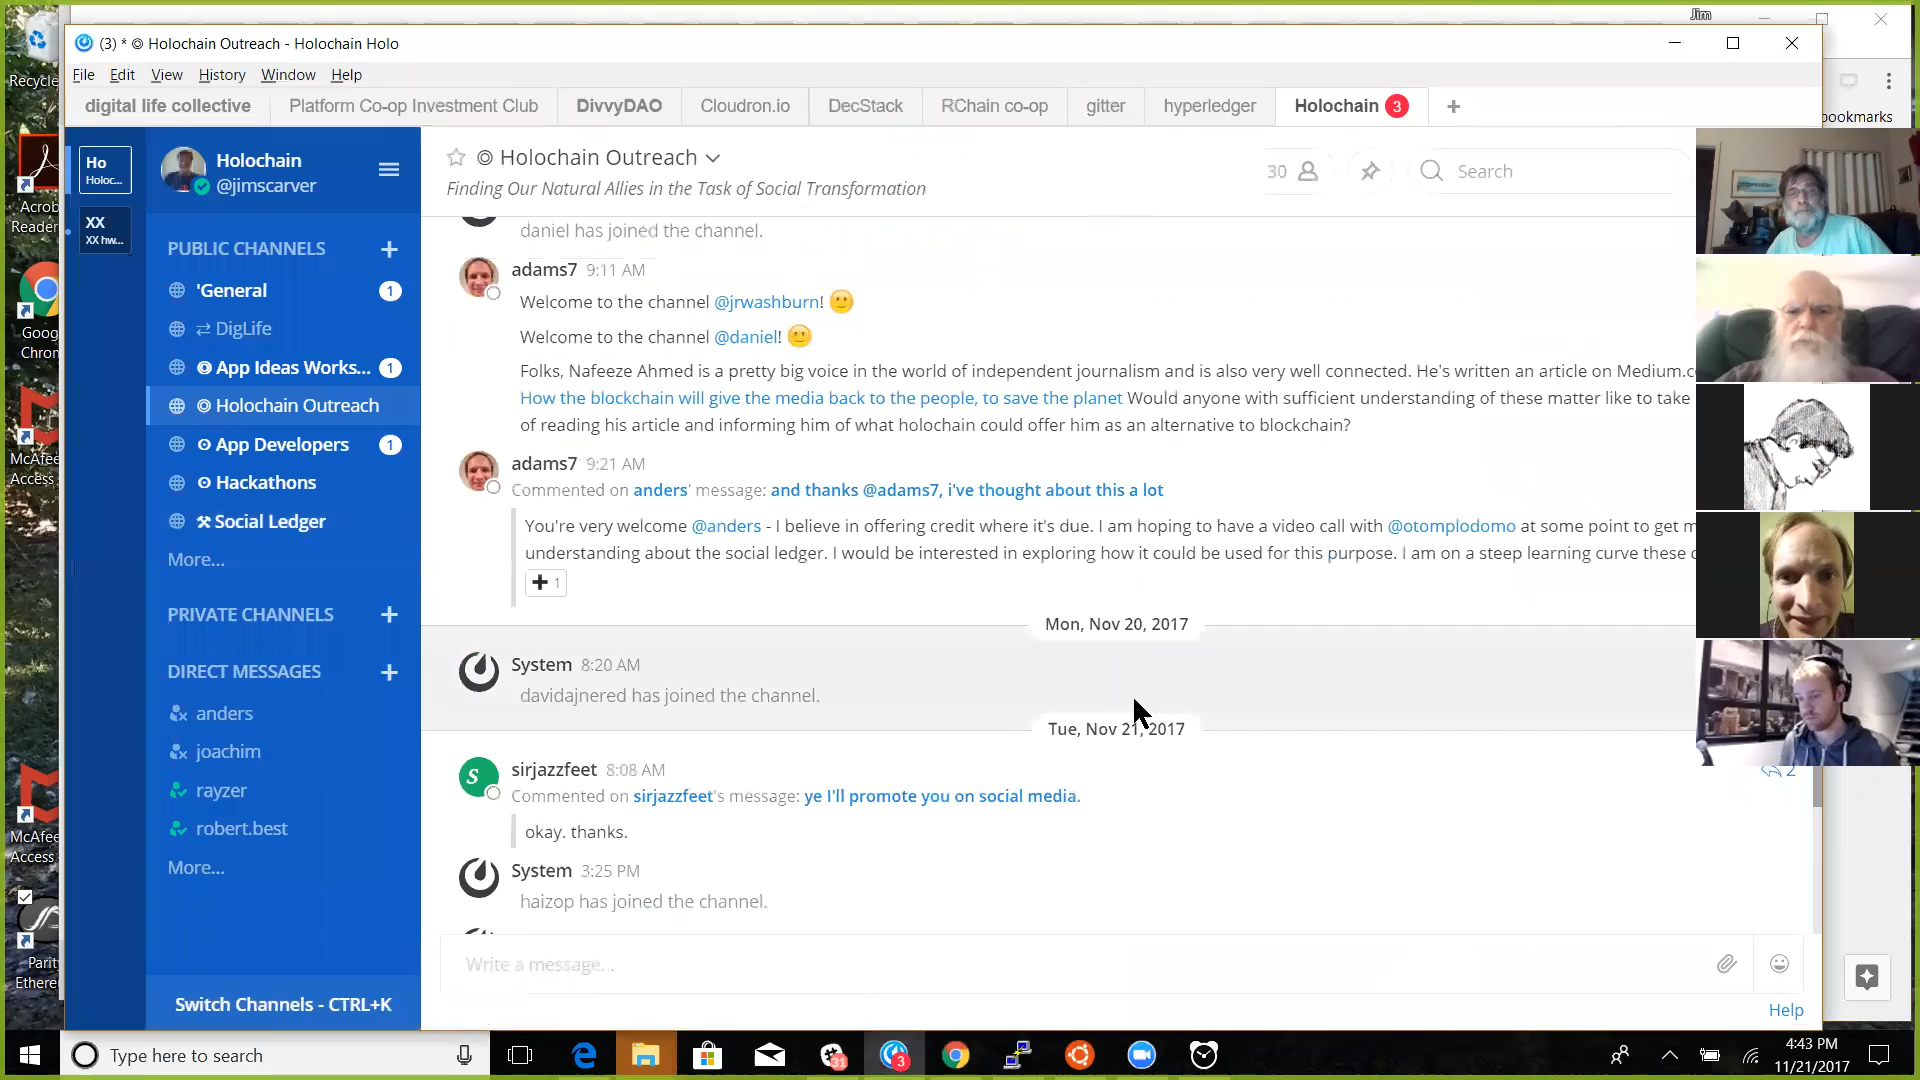 Jim
(3) * ⌾ Holochain Outreach - Holochain Holo
File Edit View History Window Help
digital life collective Platform Co-op Investment Club DivvyDAO Cloudron.io DecStack RChain co-op gitter hyperledger Holochain 3 +
bookmarks
Recycle
Acrob
Reader
Goog
Chron
McAfee
Access
McAfee
Access
Parit
Ethere
Ho
Holoc...
XX
XX hw...
Holochain
@jimscarver
PUBLIC CHANNELS +
'General 1
⇄ DigLife
App Ideas Works... 1
Holochain Outreach
App Developers 1
Hackathons
Social Ledger
More...
PRIVATE CHANNELS +
DIRECT MESSAGES +
anders
joachim
rayzer
robert.best
More...
Switch Channels - CTRL+K
Holochain Outreach
30
Search
Finding Our Natural Allies in the Task of Social Transformation
daniel has joined the channel.
adams7 9:11 AM
Welcome to the channel @jrwashburn! 🙂
Welcome to the channel @daniel! 🙂
Folks, Nafeeze Ahmed is a pretty big voice in the world of independent journalism and is also very well connected. He's written an article on Medium.c
How the blockchain will give the media back to the people, to save the planet Would anyone with sufficient understanding of these matter like to take
of reading his article and informing him of what holochain could offer him as an alternative to blockchain?
adams7 9:21 AM
Commented on anders' message: and thanks @adams7, i've thought about this a lot
You're very welcome @anders - I believe in offering credit where it's due. I am hoping to have a video call with @otomplodomo at some point to get m
understanding about the social ledger. I would be interested in exploring how it could be used for this purpose. I am on a steep learning curve these
+ 1
Mon, Nov 20, 2017
System 8:20 AM
davidajnered has joined the channel.
Tue, Nov 21, 2017
S
sirjazzfeet 8:08 AM
2
Commented on sirjazzfeet's message: ye I'll promote you on social media.
okay. thanks.
System 3:25 PM
haizop has joined the channel.
Write a message...
Help
Type here to search
31
3
4:43 PM
11/21/2017